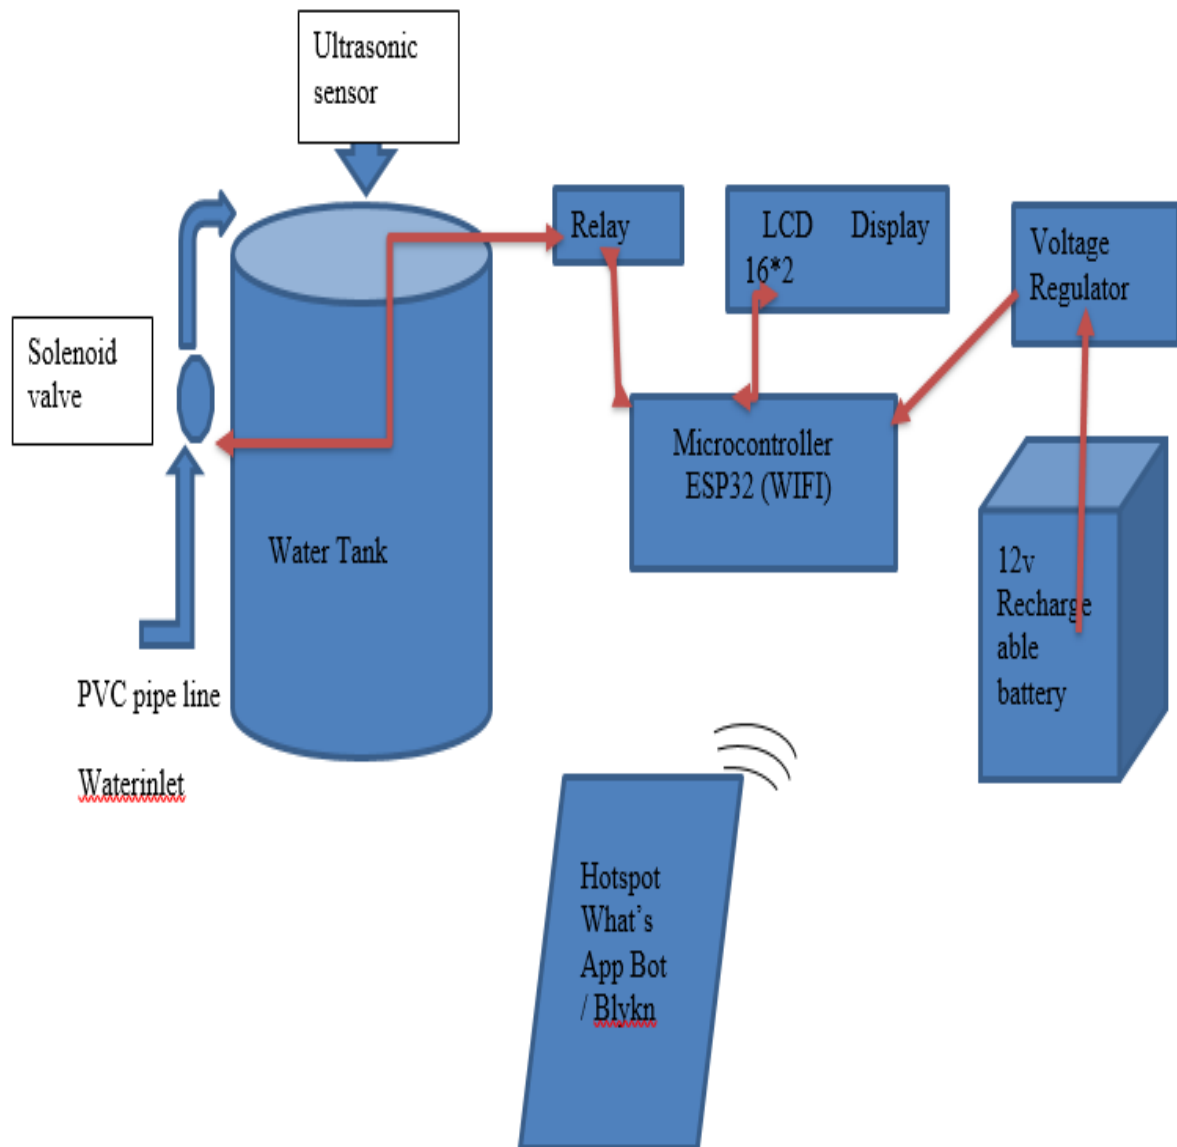 Ultrasonic
sensor
Relay
LCD Display
16*2
Voltage
Regulator
Solenoid
valve
Microcontroller
ESP32 (WIFI)
Water Tank
12v
Recharge
able
battery
PVC pipe line
Waterinlet
Hotspot
What's
App Bot
/ Blykn